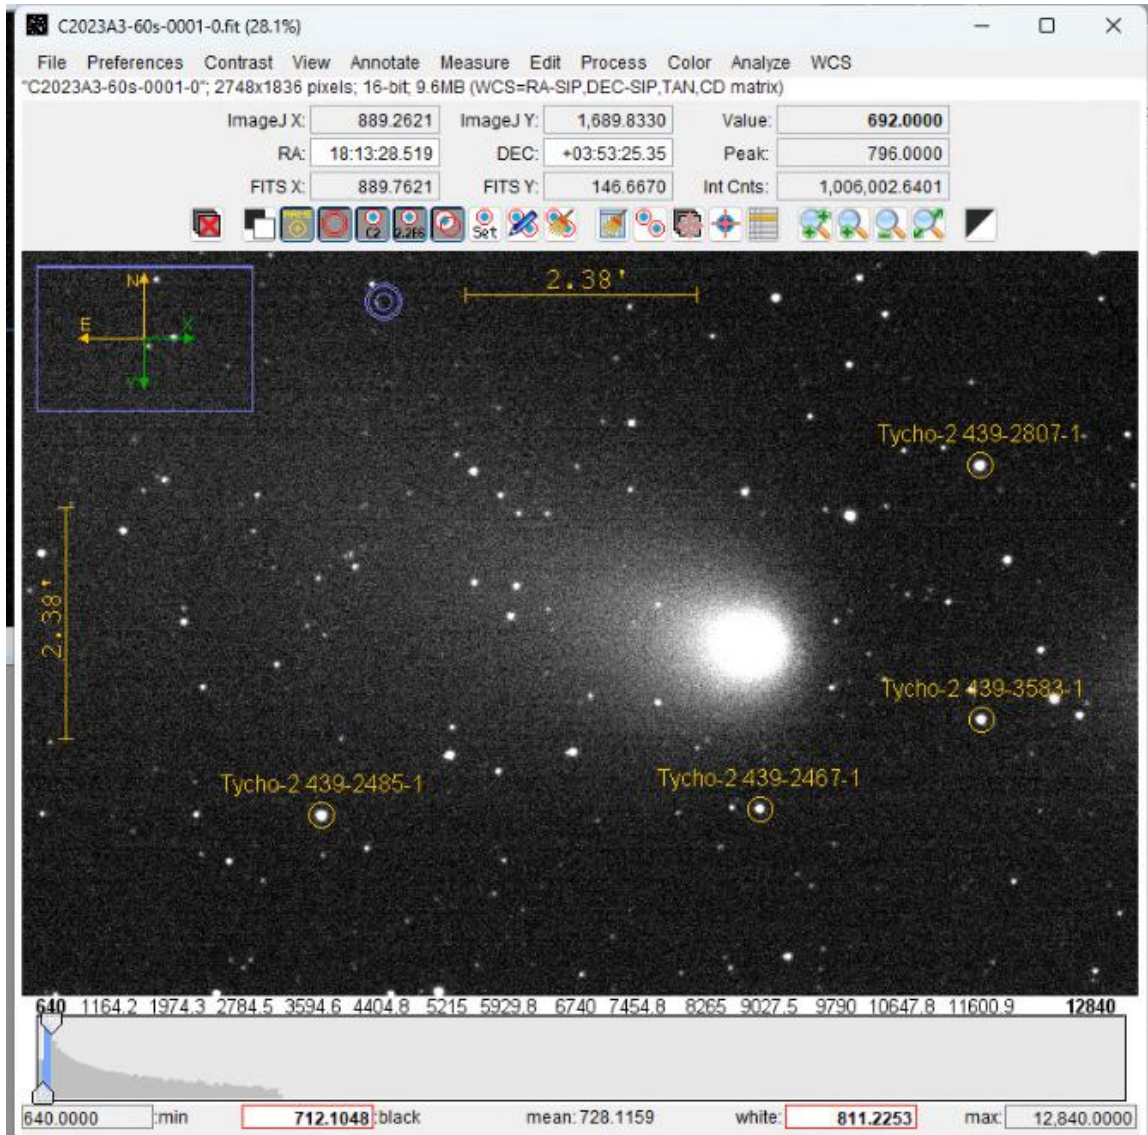 C2023A3-60s-0001-0.fit (28.1%)
File Preferences Contrast View Annotate Measure Edit Process Color Analyze WCS
"C2023A3-60s-0001-0"; 2748x1836 pixels; 16-bit; 9.6MB (WCS=RA-SIP,DEC-SIP,TAN,CD matrix)
ImageJ X: 889.2621 ImageJ Y: 1,689.8330 Value: 692.0000
RA: 18:13:28.519 DEC: +03:53:25.35 Peak: 796.0000
FITS X: 889.7621 FITS Y: 146.6670 Int Cnts: 1,006,002.6401
C2 2.2E6 Set
2.38'
N
E X
Y
Tycho-2 439-2807-1
2.38'
Tycho-2 439-3583-1
Tycho-2 439-2485-1 Tycho-2 439-2467-1
640 1164.2 1974.3 2784.5 3594.6 4404.8 5215 5929.8 6740 7454.8 8265 9027.5 9790 10647.8 11600.9 12840
640.0000 :min 712.1048 :black mean: 728.1159 white: 811.2253 max: 12,840.0000